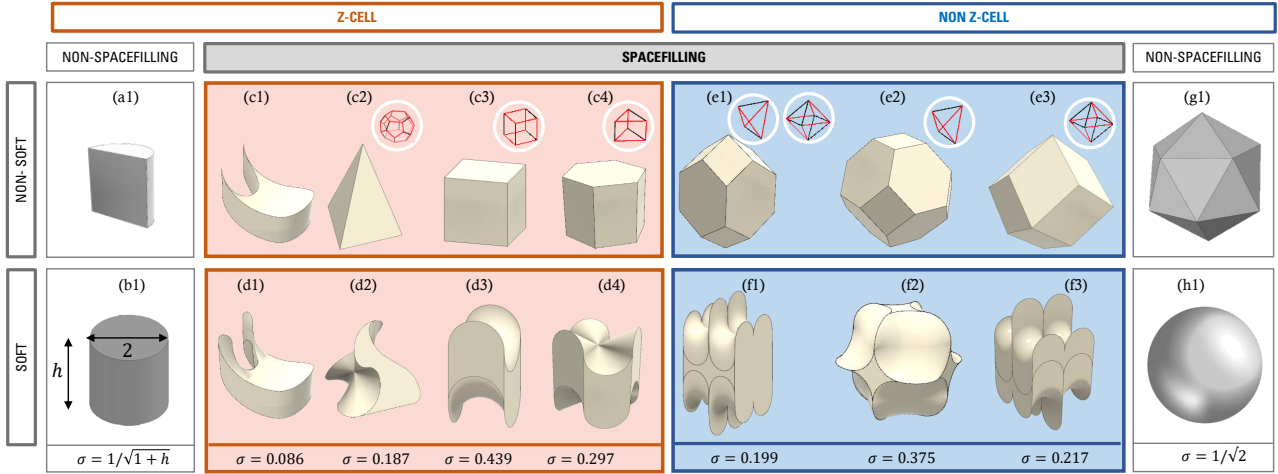 Z-CELL NON Z-CELL
NON-SPACEFILLING SPACEFILLING NON-SPACEFILLING
NON- SOFT
(a1) (c1) (c2) (c3) (c4) (e1) (e2) (e3) (g1)
SOFT
(b1) (d1) (d2) (d3) (d4) (f1) (f2) (f3) (h1)
2
h
σ = 1/√1 + h σ = 0.086 σ = 0.187 σ = 0.439 σ = 0.297 σ = 0.199 σ = 0.375 σ = 0.217 σ = 1/√2